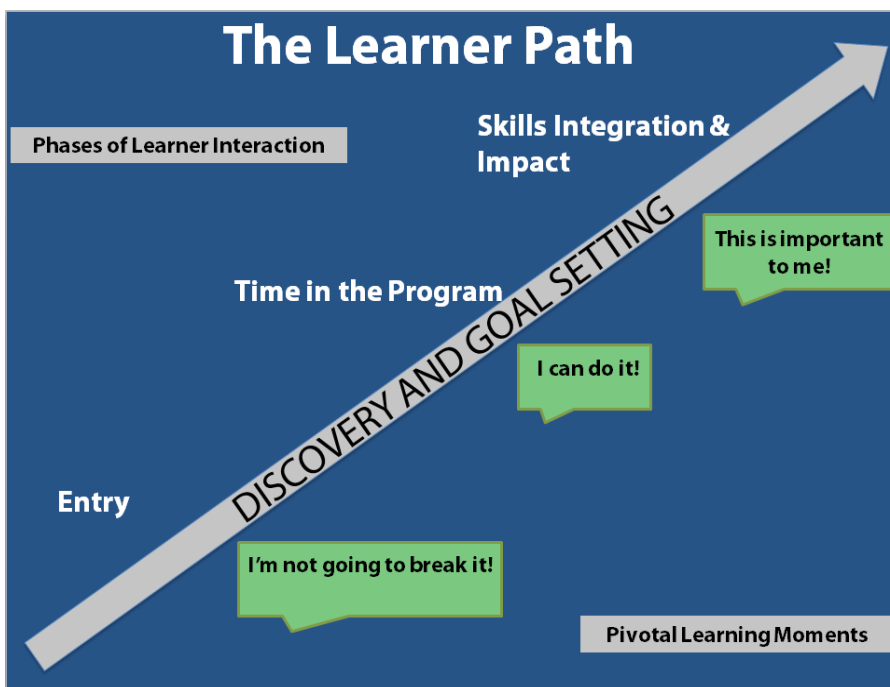 The Learner Path
Phases of Learner Interaction
Skills Integration &
Impact
This is important
to me!
Time in the Program
DISCOVERY AND GOAL SETTING
I can do it!
Entry
I'm not going to break it!
Pivotal Learning Moments